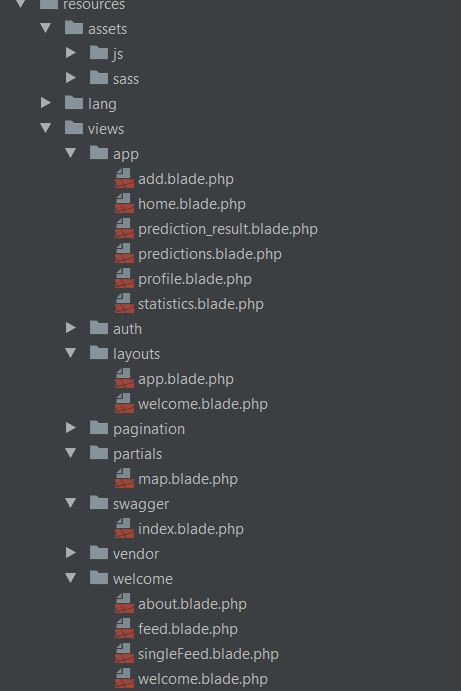 resources
assets
js
sass
lang
views
app
add.blade.php
home.blade.php
prediction_result.blade.php
predictions.blade.php
profile.blade.php
statistics.blade.php
auth
layouts
app.blade.php
welcome.blade.php
pagination
partials
map.blade.php
swagger
index.blade.php
vendor
welcome
about.blade.php
feed.blade.php
singleFeed.blade.php
welcome.blade.php